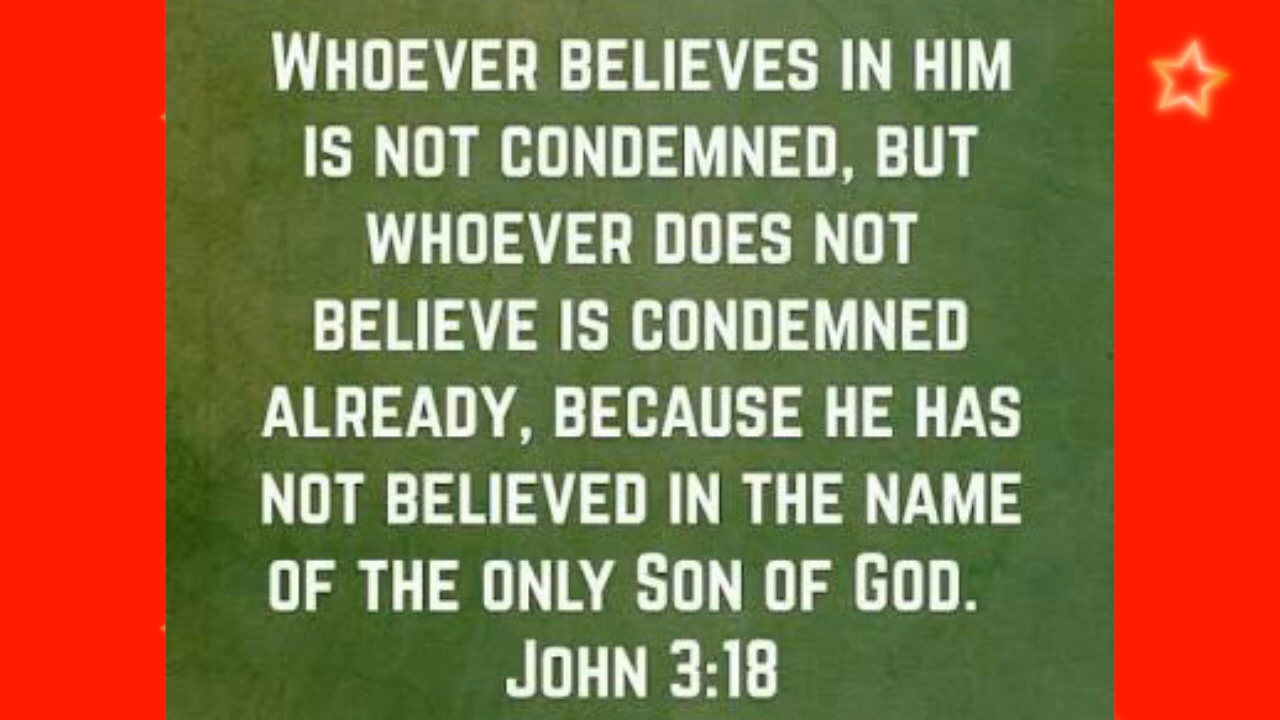 Whoever believes in him
is not condemned, but
whoever does not
believe is condemned
already, because he has
not believed in the name
of the only Son of God.
John 3:18